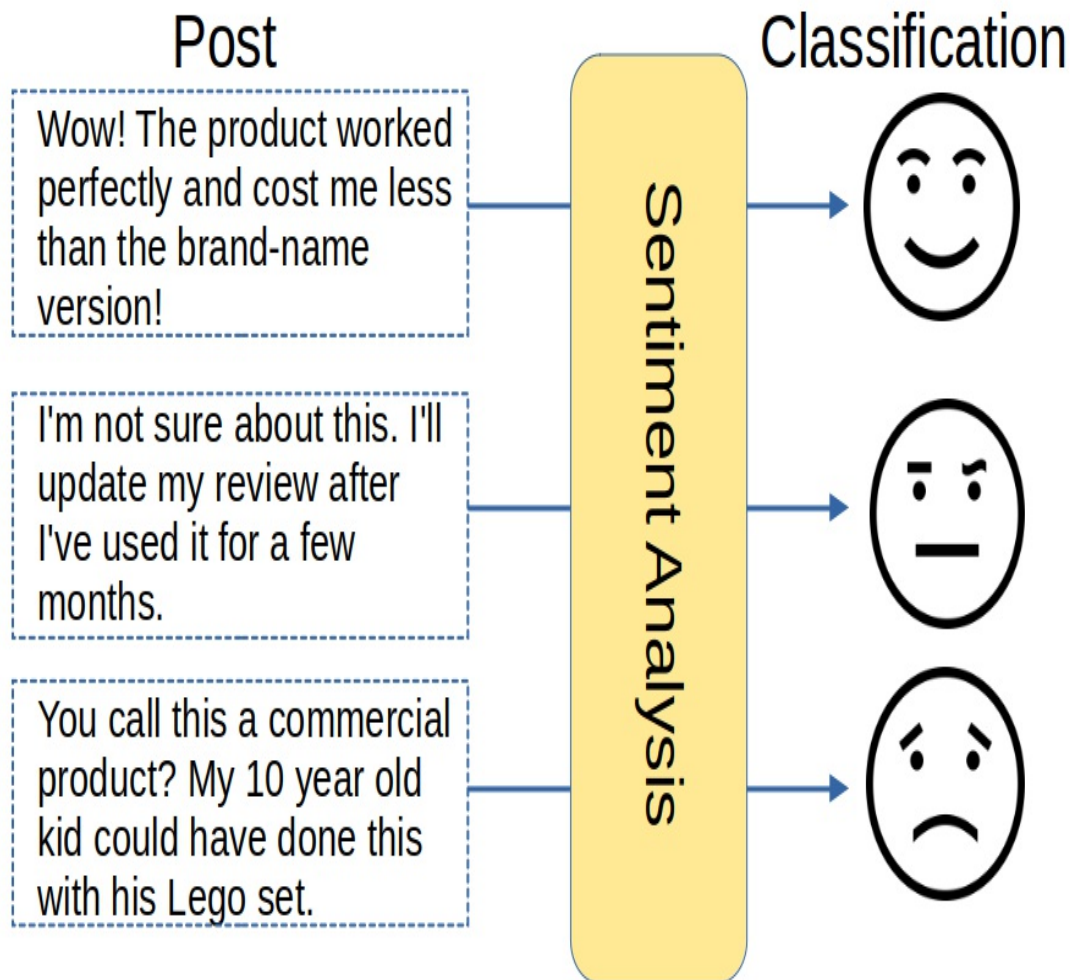 Post
Classification
Wow! The product worked
perfectly and cost me less
than the brand-name
version!
I'm not sure about this. I'll
update my review after
I've used it for a few
months.
You call this a commercial
product? My 10 year old
kid could have done this
with his Lego set.
Sentiment Analysis